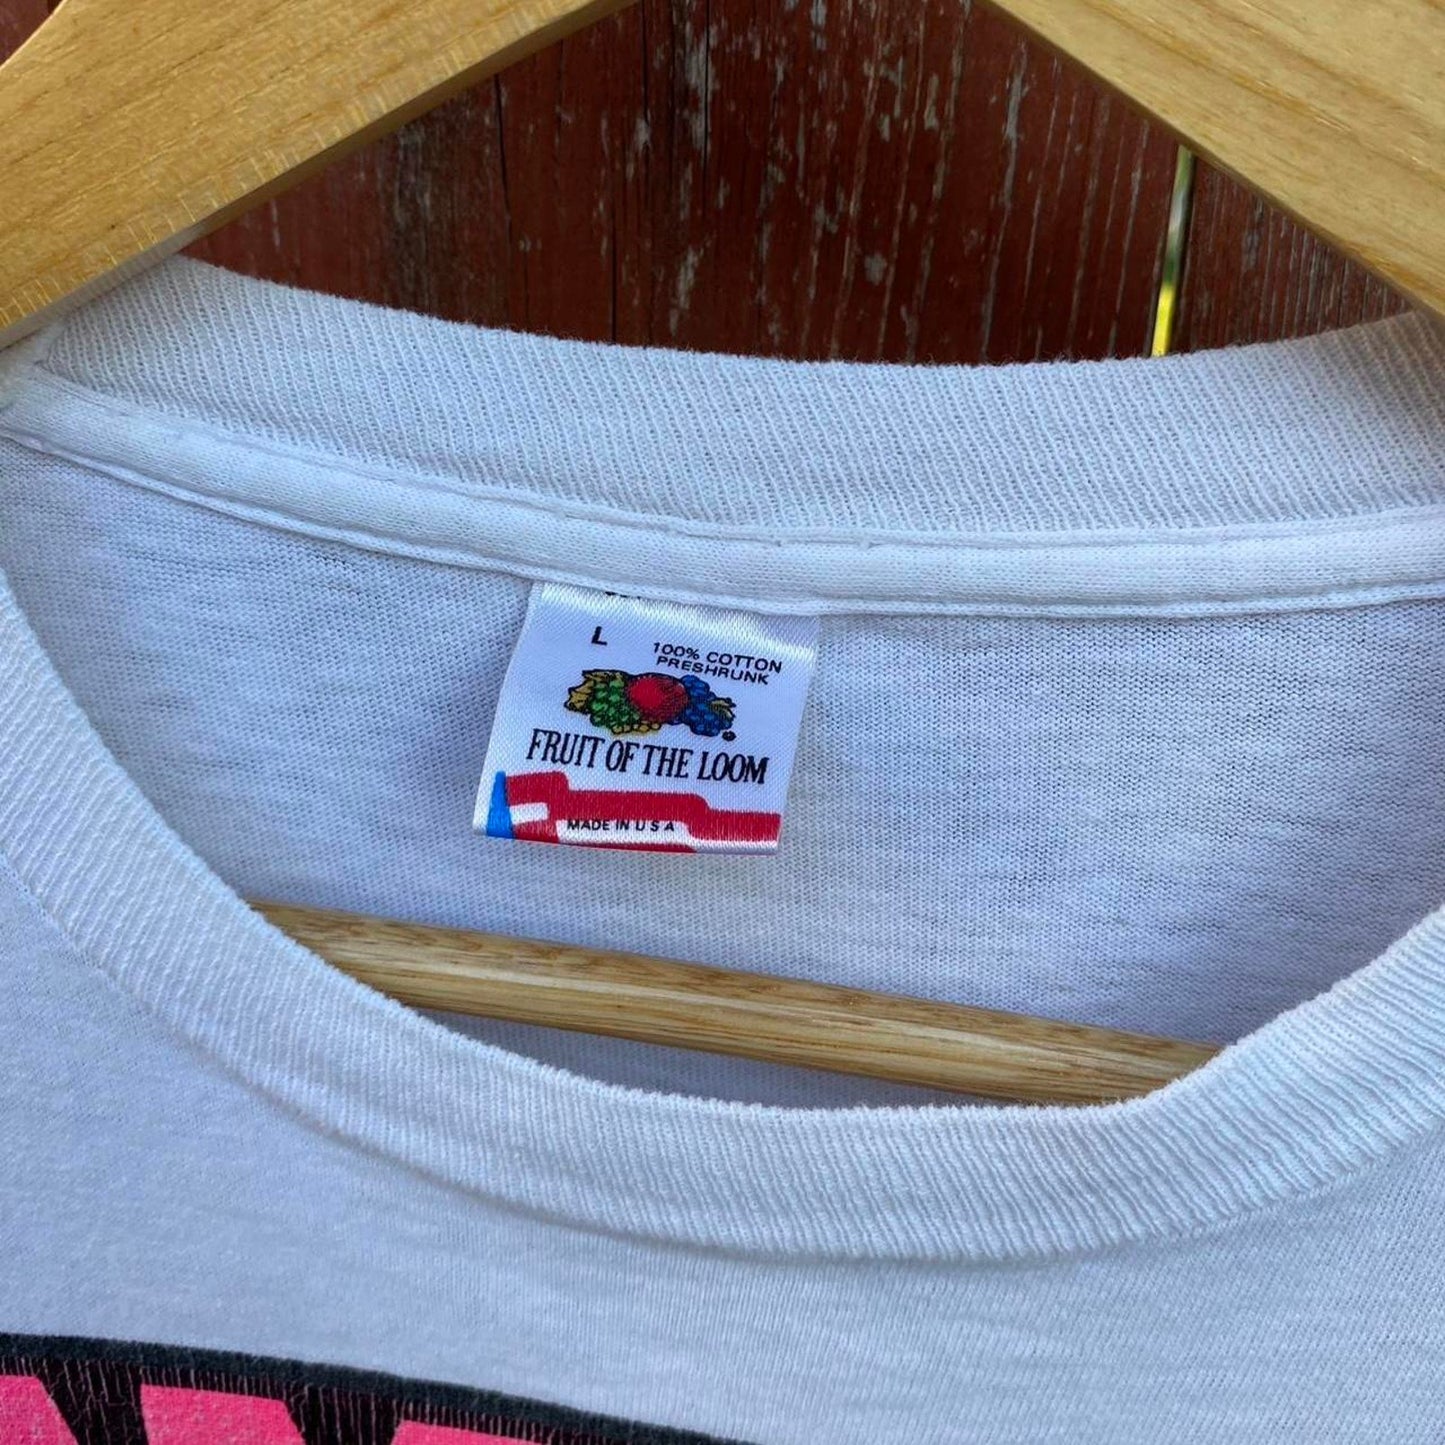 L
100% COTTON
PRESHRUNK
FRUIT OF THE LOOM
MADE IN U S A